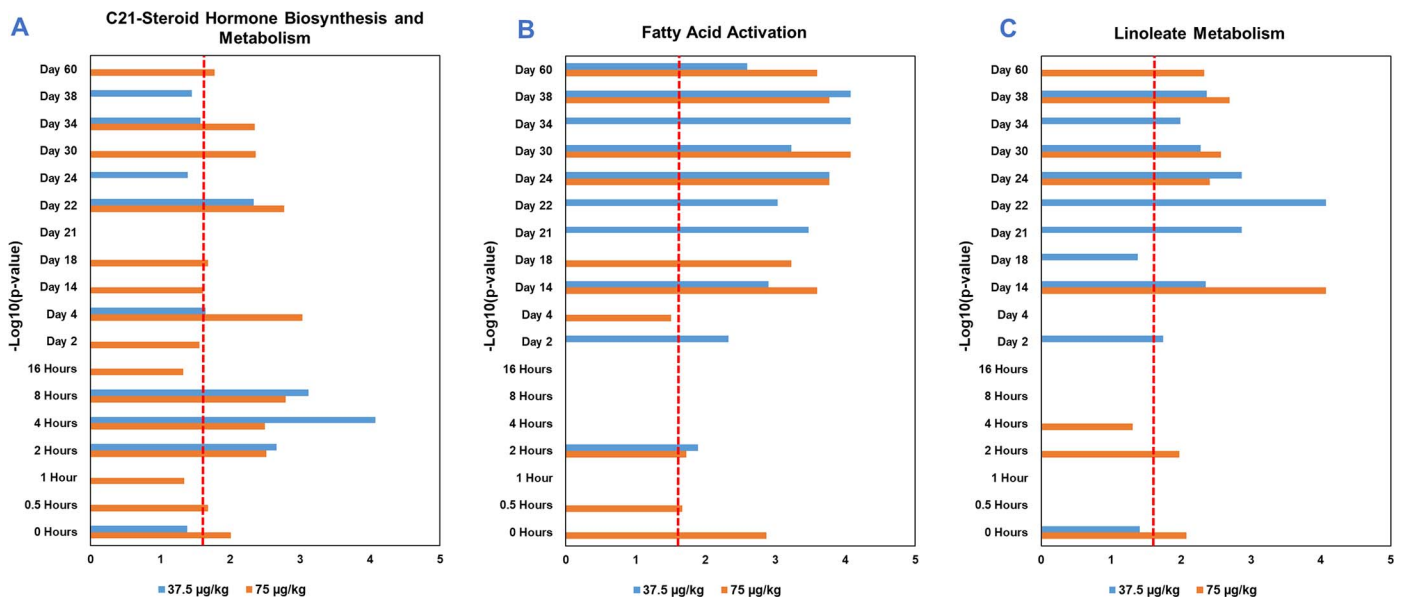 A
C21-Steroid Hormone Biosynthesis and
Metabolism
-Log10(p-value)
Day 60
Day 38
Day 34
Day 30
Day 24
Day 22
Day 21
Day 18
Day 14
Day 4
Day 2
16 Hours
8 Hours
4 Hours
2 Hours
1 Hour
0.5 Hours
0 Hours
0 1 2 3 4 5
37.5 µg/kg 75 µg/kg
B
Fatty Acid Activation
-Log10(p-value)
Day 60
Day 38
Day 34
Day 30
Day 24
Day 22
Day 21
Day 18
Day 14
Day 4
Day 2
16 Hours
8 Hours
4 Hours
2 Hours
1 Hour
0.5 Hours
0 Hours
0 1 2 3 4 5
37.5 µg/kg 75 µg/kg
C
Linoleate Metabolism
-Log10(p-value)
Day 60
Day 38
Day 34
Day 30
Day 24
Day 22
Day 21
Day 18
Day 14
Day 4
Day 2
16 Hours
8 Hours
4 Hours
2 Hours
1 Hour
0.5 Hours
0 Hours
0 1 2 3 4 5
37.5 µg/kg 75 µg/kg